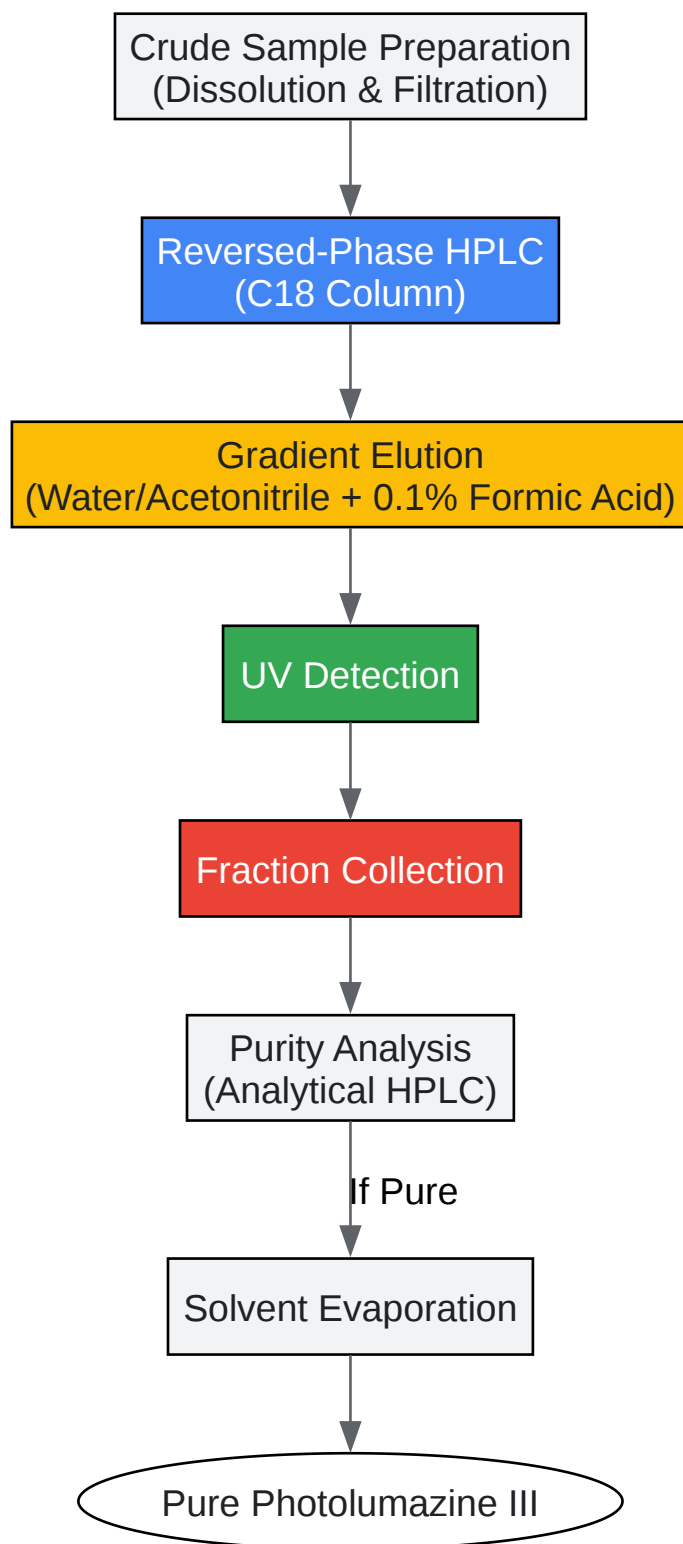 Crude Sample Preparation
(Dissolution & Filtration)
Reversed-Phase HPLC
(C18 Column)
Gradient Elution
(Water/Acetonitrile + 0.1% Formic Acid)
UV Detection
Fraction Collection
Purity Analysis
(Analytical HPLC)
If Pure
Solvent Evaporation
Pure Photolumazine III